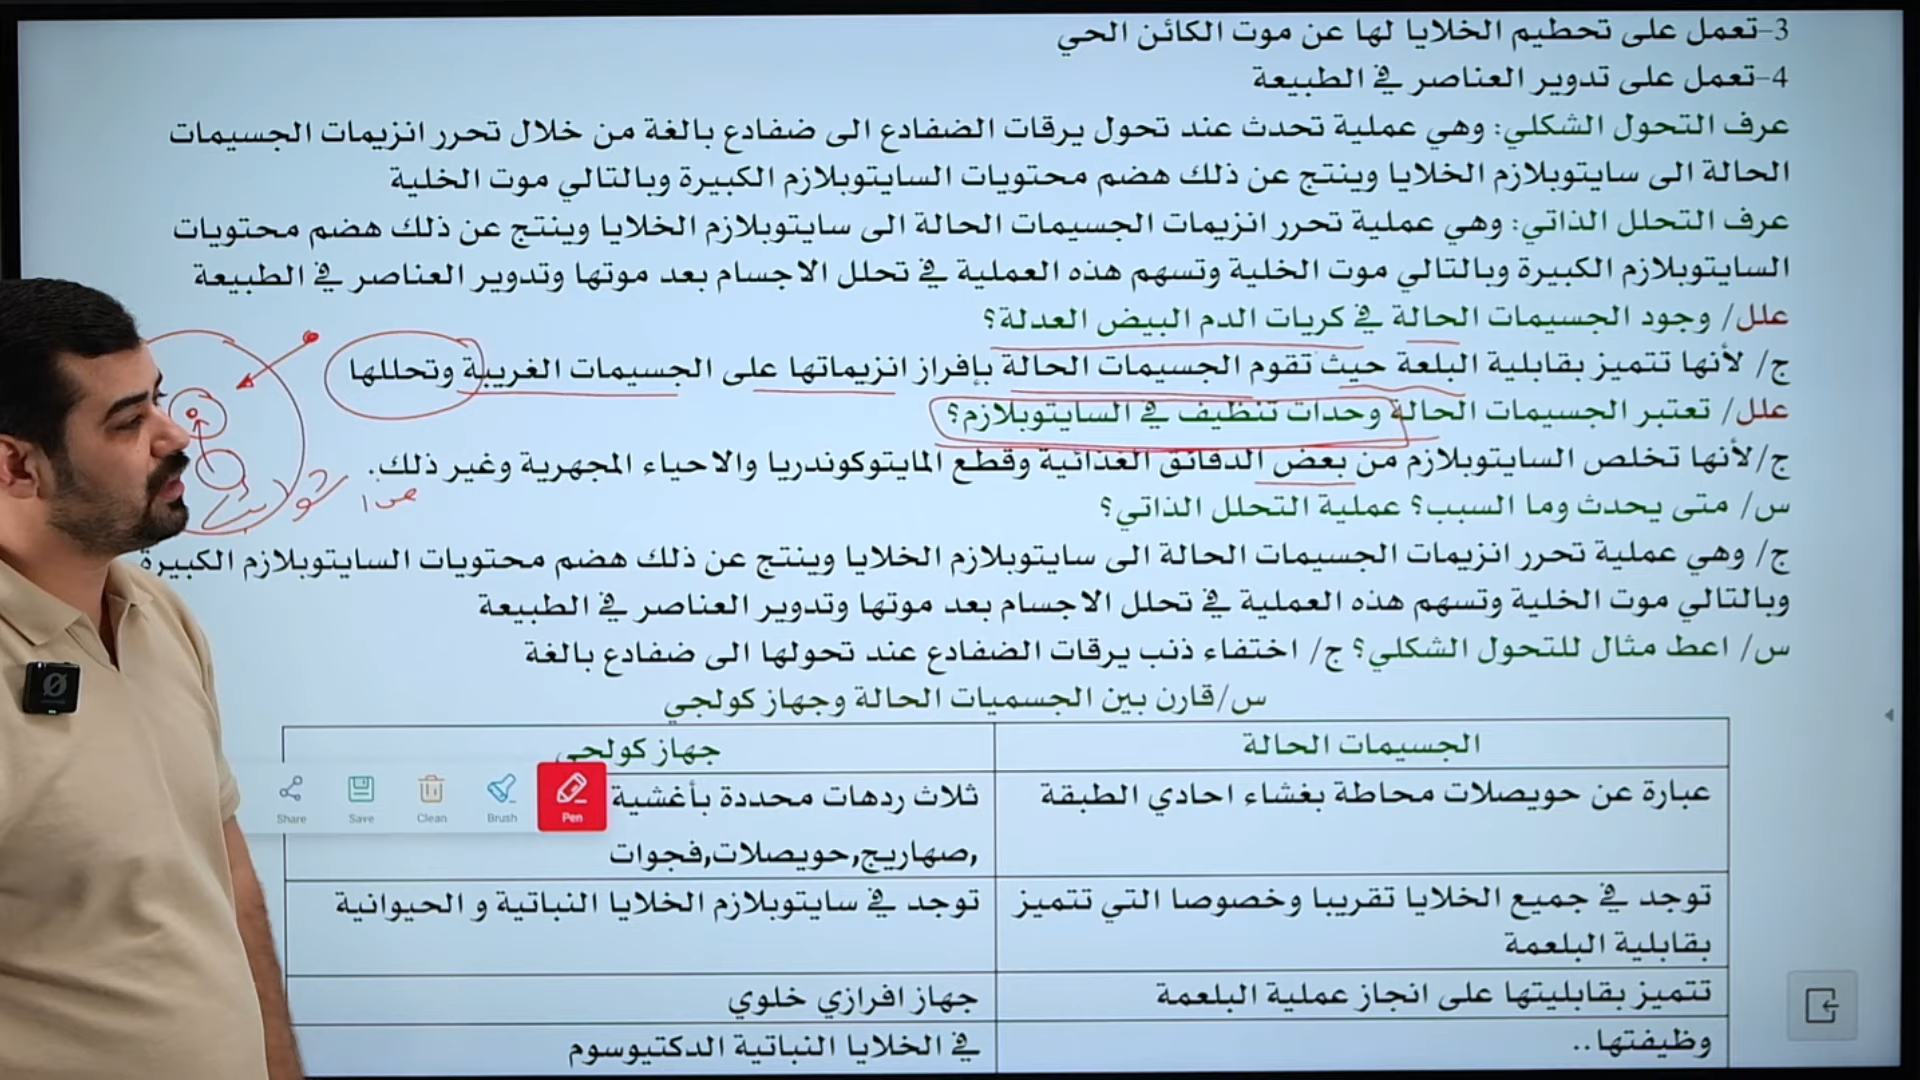 3-تعمل على تحطيم الخلايا لها عن موت الكائن الحي
4-تعمل على تدوير العناصر في الطبيعة
عرف التحول الشكلي: وهي عملية تحدث عند تحول يرقات الضفادع الى ضفادع بالغة من خلال تحرر انزيمات الجسيمات
الحالة الى سايتوبلازم الخلايا وينتج عن ذلك هضم محتويات السايتوبلازم الكبيرة وبالتالي موت الخلية
عرف التحلل الذاتي: وهي عملية تحرر انزيمات الجسيمات الحالة الى سايتوبلازم الخلايا وينتج عن ذلك هضم محتويات
السايتوبلازم الكبيرة وبالتالي موت الخلية وتسهم هذه العملية في تحلل الاجسام بعد موتها وتدوير العناصر في الطبيعة
علل/ وجود الجسيمات الحالة في كريات الدم البيض العدلة؟
ج/ لأنها تتميز بقابلية البلعة حيث تقوم الجسيمات الحالة بإفراز انزيماتها على الجسيمات الغريبة وتحللها
علل/ تعتبر الجسيمات الحالة وحدات تنظيف في السايتوبلازم؟
ج/لأنها تخلص السايتوبلازم من بعض الدقائق الغذائية وقطع المايتوكوندريا والاحياء المجهرية وغير ذلك.
س/ متى يحدث وما السبب؟ عملية التحلل الذاتي؟
ج/ وهي عملية تحرر انزيمات الجسيمات الحالة الى سايتوبلازم الخلايا وينتج عن ذلك هضم محتويات السايتوبلازم الكبيرة
وبالتالي موت الخلية وتسهم هذه العملية في تحلل الاجسام بعد موتها وتدوير العناصر في الطبيعة
س/ اعط مثال للتحول الشكلي؟ ج/ اختفاء ذنب يرقات الضفادع عند تحولها الى ضفادع بالغة
س/قارن بين الجسميات الحالة وجهاز كولجي
الجسيمات الحالة
جهاز كولجي
عبارة عن حويصلات محاطة بغشاء احادي الطبقة
ثلاث ردهات محددة بأغشية
,صهاريج,حويصلات,فجوات
توجد في جميع الخلايا تقريبا وخصوصا التي تتميز
بقابلية البلعمة
توجد في سايتوبلازم الخلايا النباتية و الحيوانية
تتميز بقابليتها على انجاز عملية البلعمة
جهاز افرازي خلوي
وظيفتها..
في الخلايا النباتية الدكتيوسوم
Share Save Clean Brush Pen